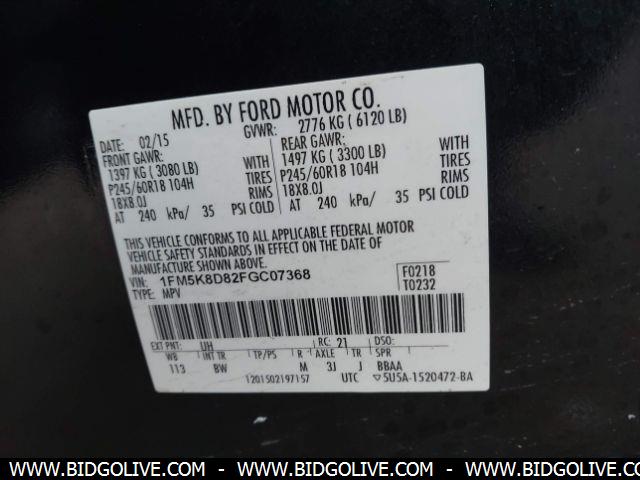 MFD. BY FORD MOTOR CO.
DATE: 02/15 GVWR: 2776 KG ( 6120 LB)
FRONT GAWR: REAR GAWR:
1397 KG ( 3080 LB) WITH 1497 KG ( 3300 LB) WITH
P245/60R18 104H TIRES P245/60R18 104H TIRES
18X8.0J RIMS 18X8.0J RIMS
AT 240 kPa/ 35 PSI COLD AT 240 kPa/ 35 PSI COLD
THIS VEHICLE CONFORMS TO ALL APPLICABLE FEDERAL MOTOR
VEHICLE SAFETY STANDARDS IN EFFECT ON THE DATE OF
MANUFACTURE SHOWN ABOVE.
VIN: 1FM5K8D82FGC07368 F0218
TYPE: MPV T0232
EXT PNT: UH RC: 21 DSO:
WB INT TR TP/PS R AXLE TR SPR
113 BW M 3J J BBAA
1201502197157 UTC ▽5U5A-1520472-BA
WWW.BIDGOLIVE.COM - WWW.BIDGOLIVE.COM - WWW.BIDGOLIVE.COM